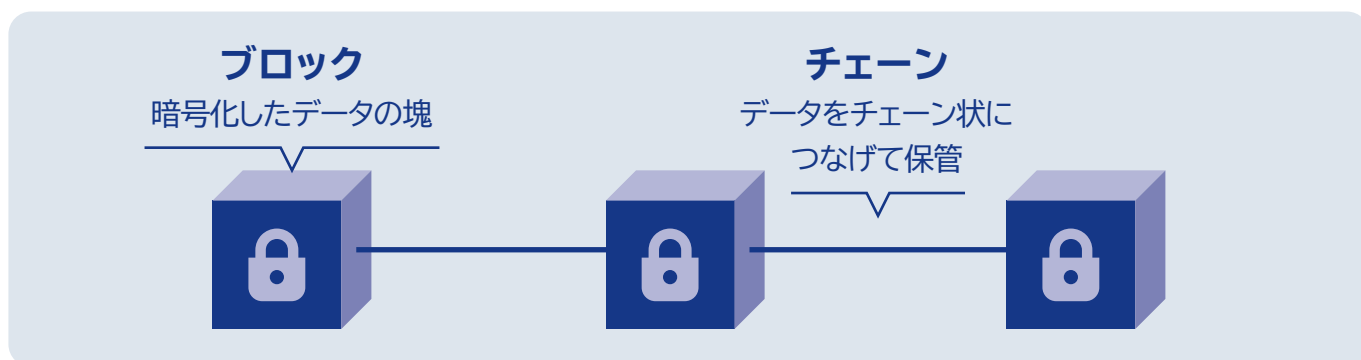 ブロック
暗号化したデータの塊
チェーン
データをチェーン状に
つなげて保管